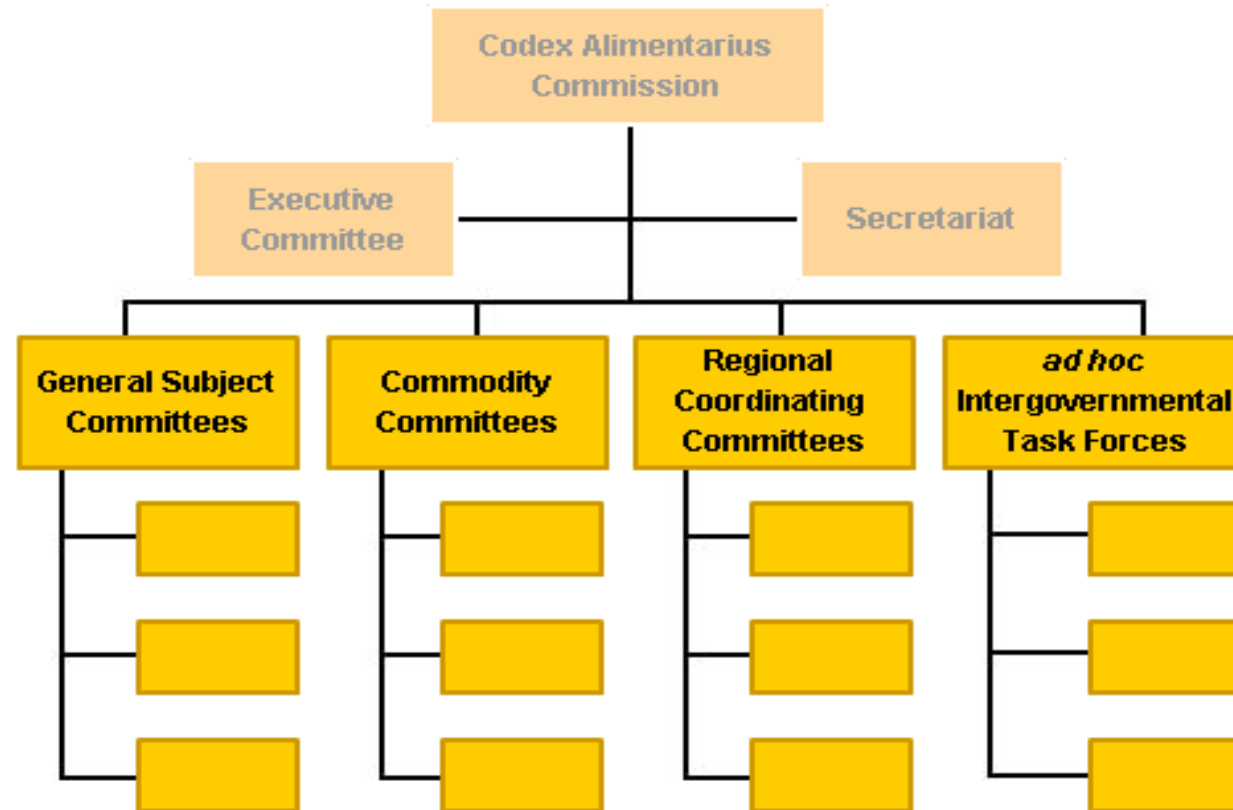 Codex Alimentarius
Commission
Executive
Committee
Secretariat
General Subject
Committees
Commodity
Committees
Regional
Coordinating
Committees
ad hoc
Intergovernmental
Task Forces